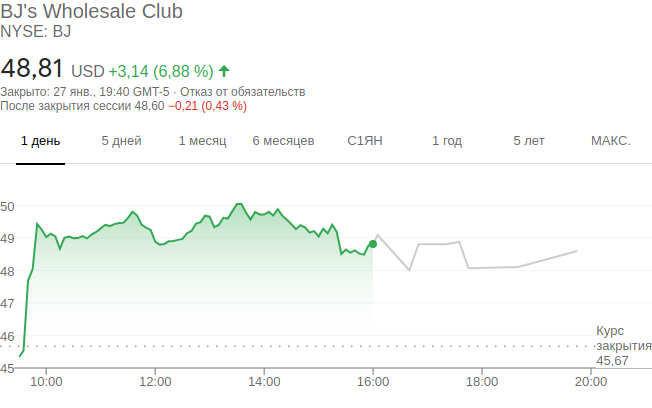 BJ's Wholesale Club
NYSE: BJ
48,81 USD +3,14 (6,88 %)
Закрыто: 27 янв., 19:40 GMT-5 · Отказ от обязательств
После закрытия сессии 48,60 −0,21 (0,43 %)
1 день 5 дней 1 месяц 6 месяцев С1ЯН 1 год 5 лет МАКС.
50
49
48
47
46
Курс
закрытия
45,67
45
10:00 12:00 14:00 16:00 18:00 20:00